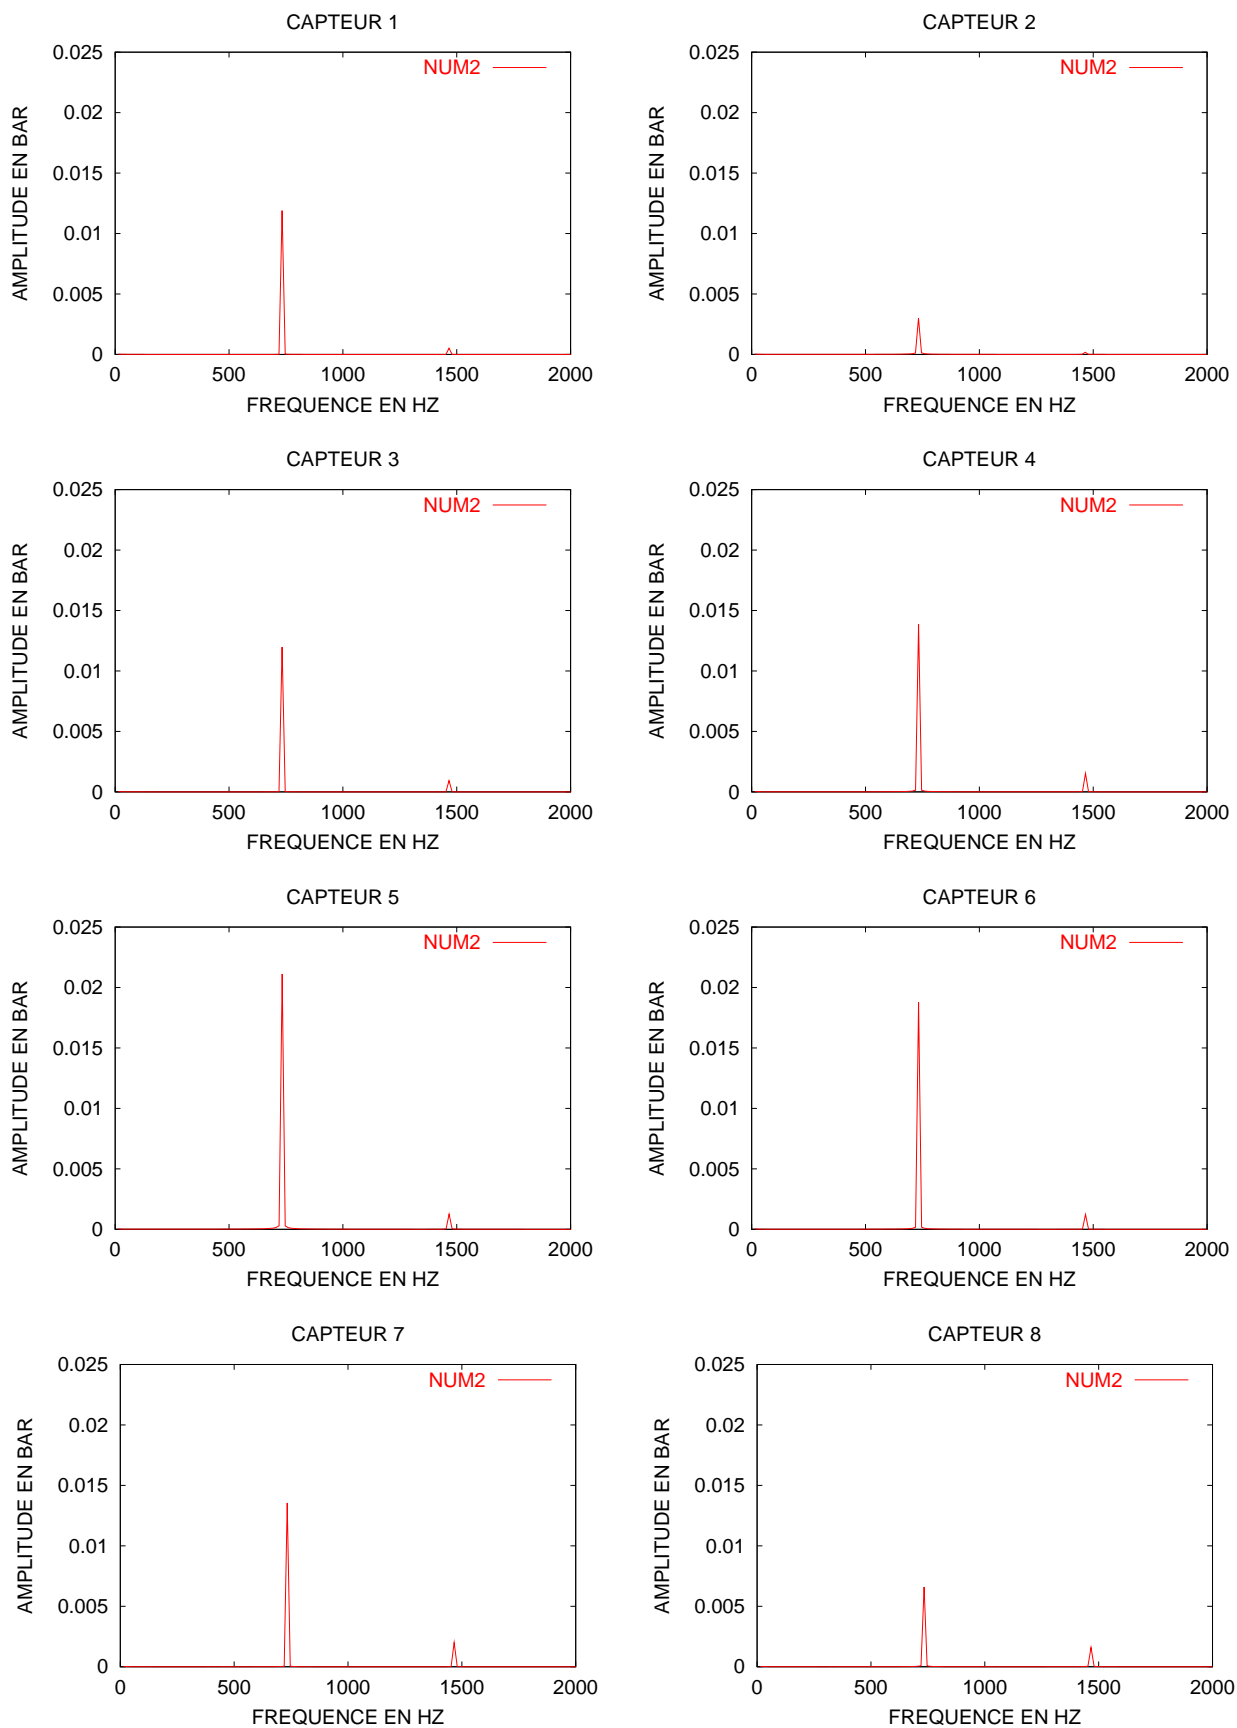 CAPTEUR 1
0.025
NUM2
0.02
0.015
0.01
0.005
0
0 500 1000 1500 2000
AMPLITUDE EN BAR
FREQUENCE EN HZ
CAPTEUR 2
0.025
NUM2
0.02
0.015
0.01
0.005
0
0 500 1000 1500 2000
AMPLITUDE EN BAR
FREQUENCE EN HZ
CAPTEUR 3
0.025
NUM2
0.02
0.015
0.01
0.005
0
0 500 1000 1500 2000
AMPLITUDE EN BAR
FREQUENCE EN HZ
CAPTEUR 4
0.025
NUM2
0.02
0.015
0.01
0.005
0
0 500 1000 1500 2000
AMPLITUDE EN BAR
FREQUENCE EN HZ
CAPTEUR 5
0.025
NUM2
0.02
0.015
0.01
0.005
0
0 500 1000 1500 2000
AMPLITUDE EN BAR
FREQUENCE EN HZ
CAPTEUR 6
0.025
NUM2
0.02
0.015
0.01
0.005
0
0 500 1000 1500 2000
AMPLITUDE EN BAR
FREQUENCE EN HZ
CAPTEUR 7
0.025
NUM2
0.02
0.015
0.01
0.005
0
0 500 1000 1500 2000
AMPLITUDE EN BAR
FREQUENCE EN HZ
CAPTEUR 8
0.025
NUM2
0.02
0.015
0.01
0.005
0
0 500 1000 1500 2000
AMPLITUDE EN BAR
FREQUENCE EN HZ